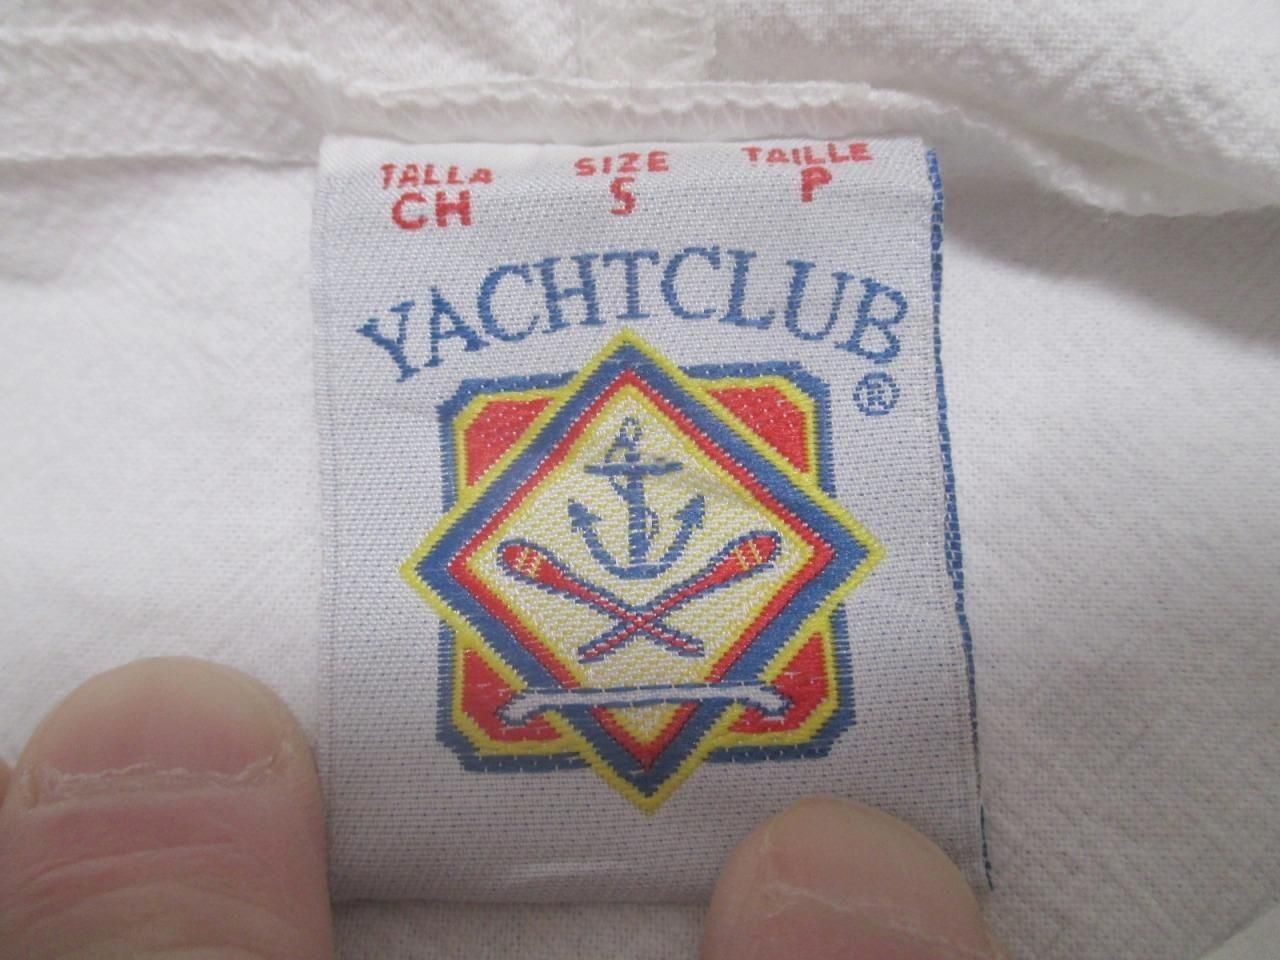 TALLA SIZE TAILLE
CH S P
YACHTCLUB
®